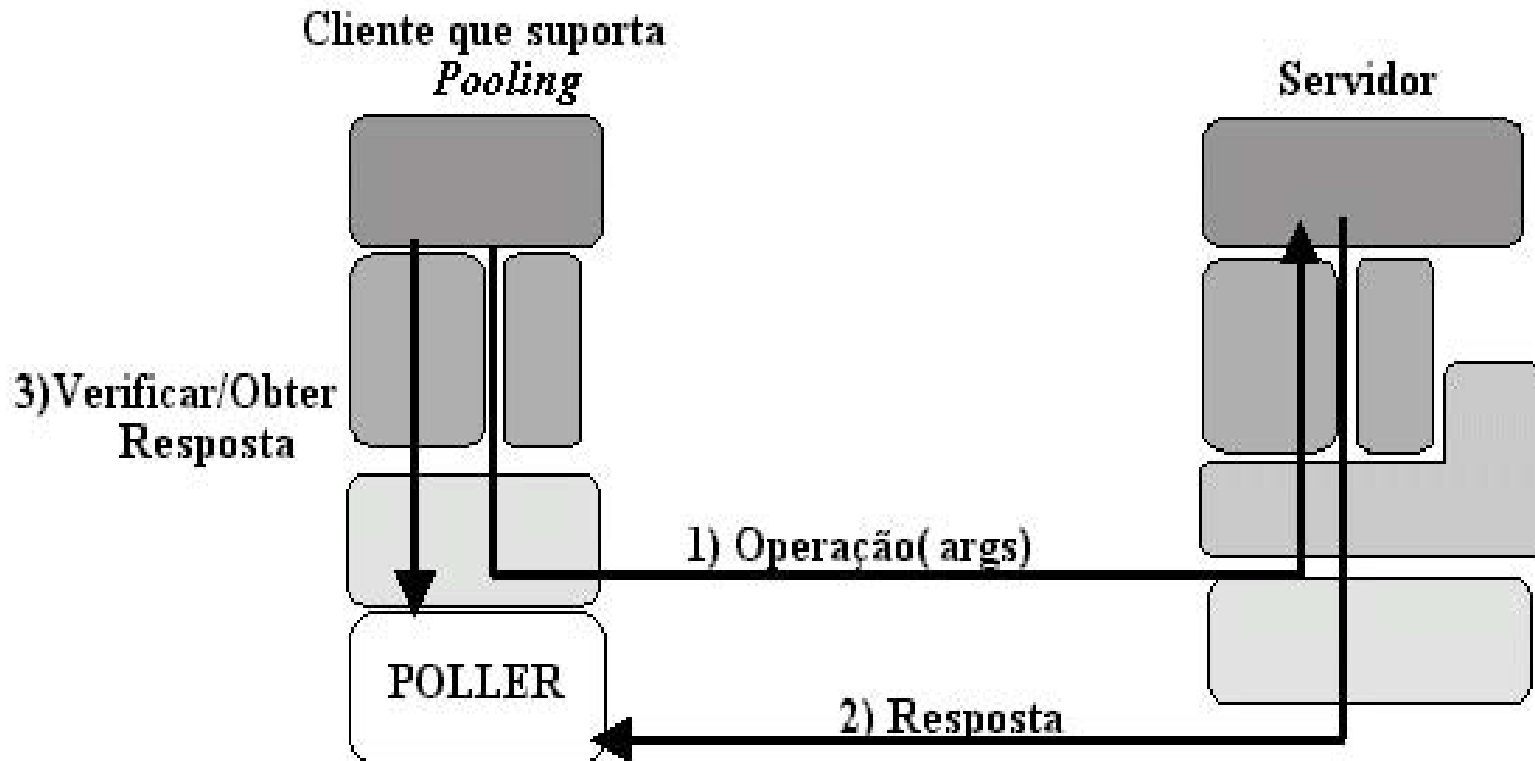 Cliente que suporta
Pooling
Servidor
3)Verificar/Obter
Resposta
1) Operação( args)
POLLER
2) Resposta